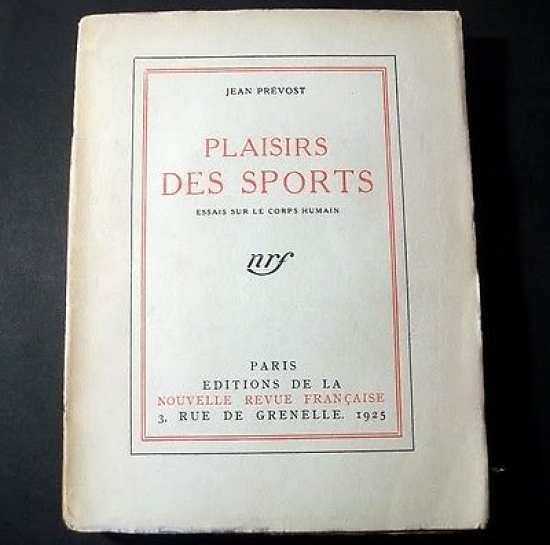 JEAN PRÉVOST
PLAISIRS
DES SPORTS
ESSAIS SUR LE CORPS HUMAIN
nrf
PARIS
EDITIONS DE LA
NOUVELLE REVUE FRANÇAISE
3, RUE DE GRENELLE. 1925